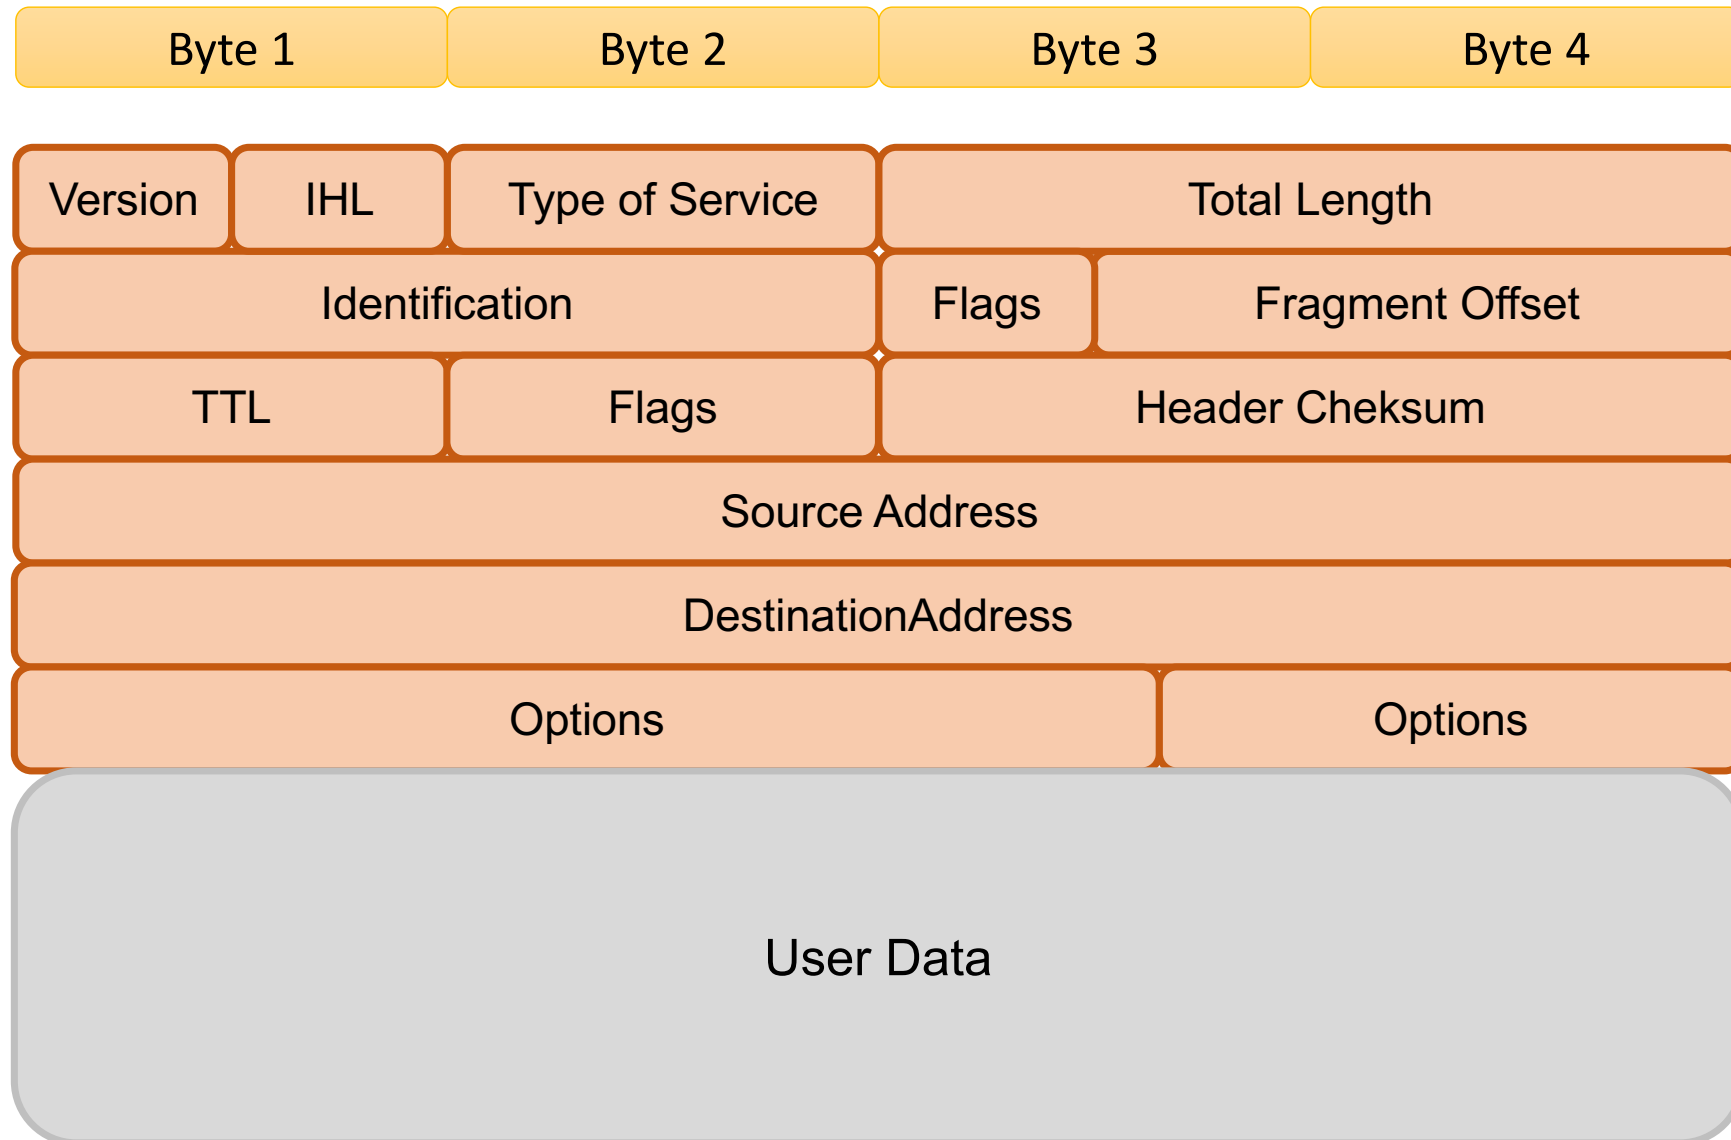 Byte 1 Byte 2 Byte 3 Byte 4
Version IHL Type of Service Total Length
Identification Flags Fragment Offset
TTL Flags Header Cheksum
Source Address
DestinationAddress
Options Options
User Data